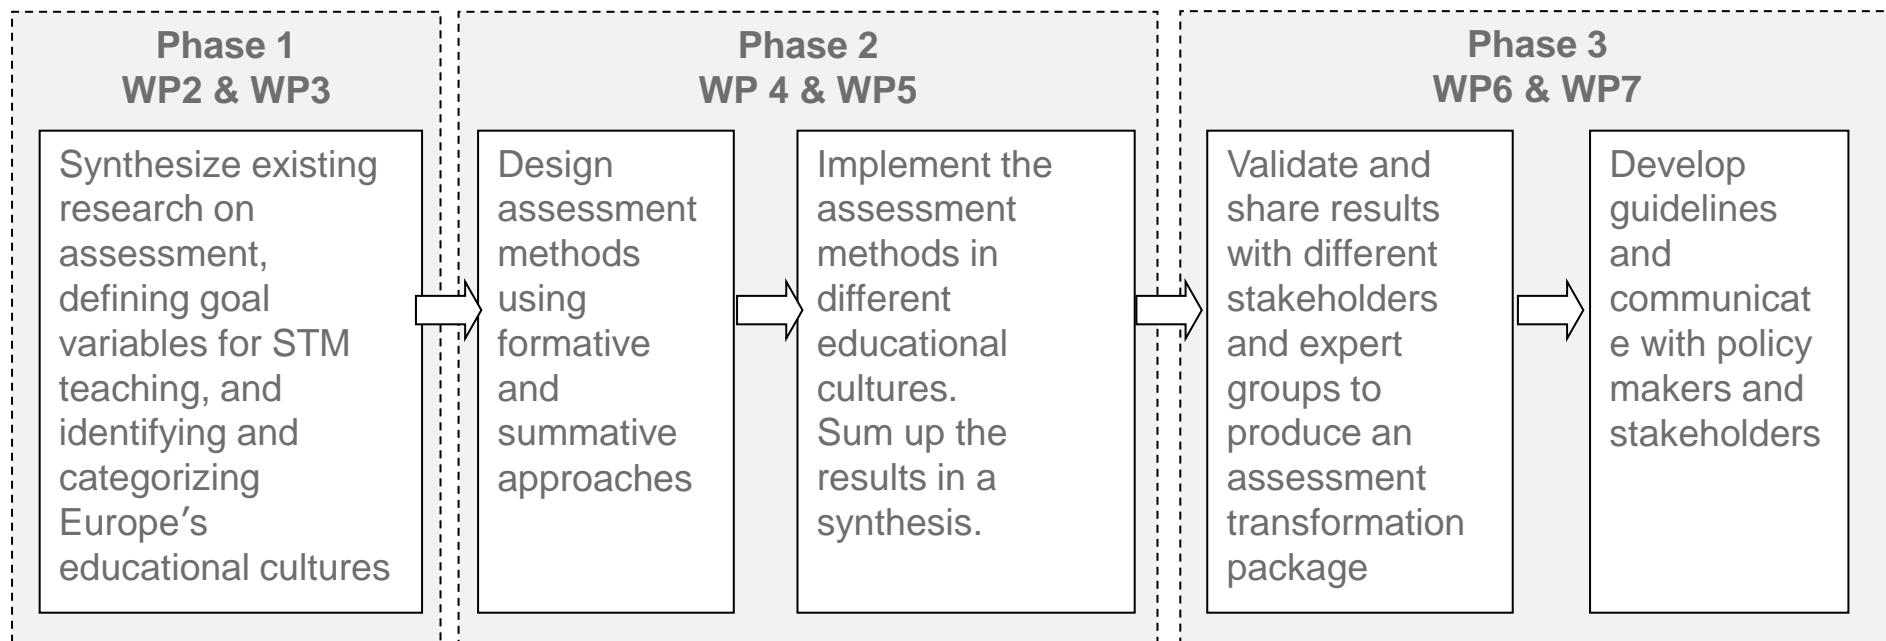 Phase 1
WP2 & WP3
Synthesize existing
research on
assessment,
defining goal
variables for STM
teaching, and
identifying and
categorizing
Europe′s
educational cultures
Phase 2
WP 4 & WP5
Design
assessment
methods
using
formative
and
summative
approaches
Implement the
assessment
methods in
different
educational
cultures.
Sum up the
results in a
synthesis.
Phase 3
WP6 & WP7
Validate and
share results
with different
stakeholders
and expert
groups to
produce an
assessment
transformation
package
Develop
guidelines
and
communicat
e with policy
makers and
stakeholders